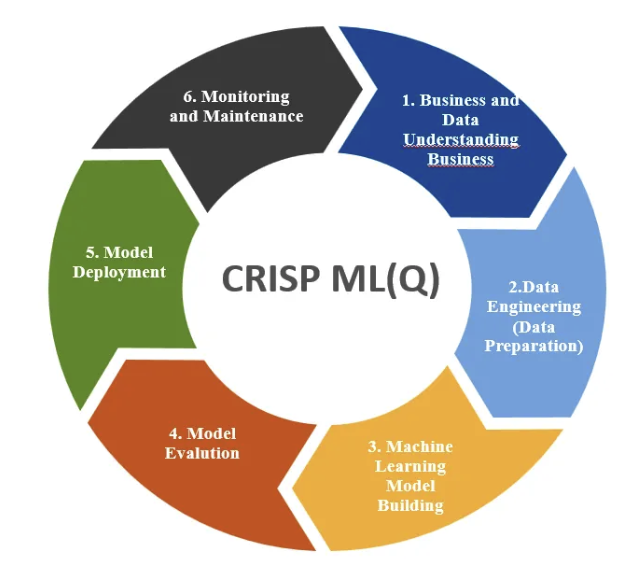 CRISP ML(Q)
1. Business and
Data
Understanding
Business
2.Data
Engineering
(Data
Preparation)
3. Machine
Learning
Model
Building
4. Model
Evalution
5. Model
Deployment
6. Monitoring
and Maintenance